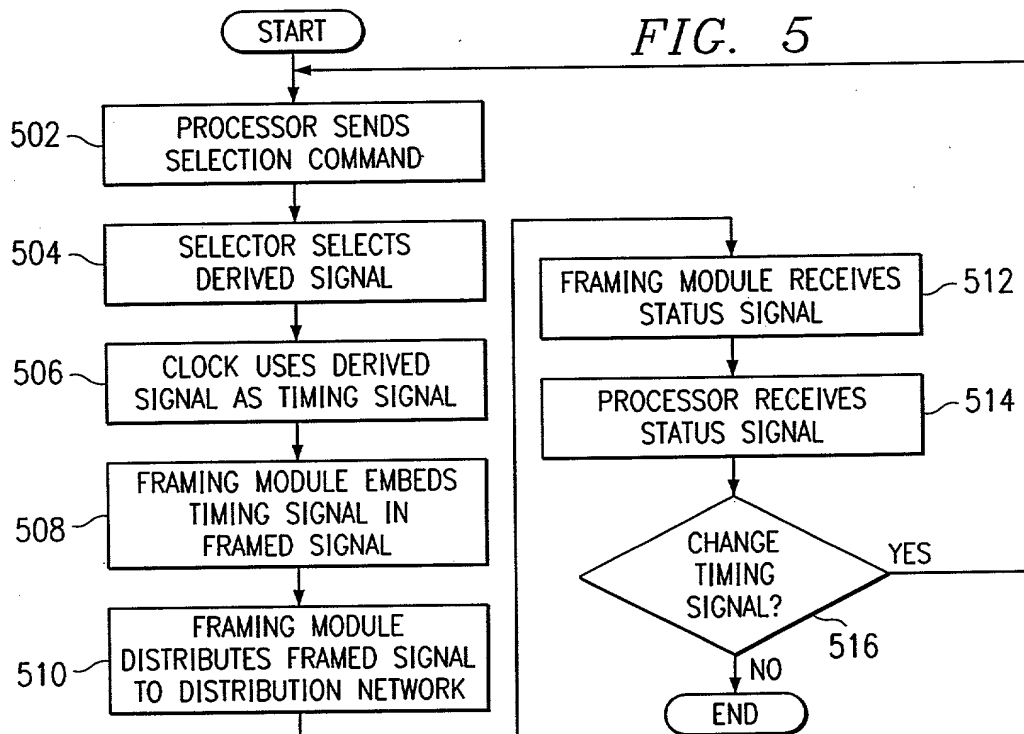 FIG. 5
START
502
PROCESSOR SENDS
SELECTION COMMAND
504
SELECTOR SELECTS
DERIVED SIGNAL
506
CLOCK USES DERIVED
SIGNAL AS TIMING SIGNAL
508
FRAMING MODULE EMBEDS
TIMING SIGNAL IN
FRAMED SIGNAL
510
FRAMING MODULE
DISTRIBUTES FRAMED SIGNAL
TO DISTRIBUTION NETWORK
FRAMING MODULE RECEIVES
STATUS SIGNAL
512
PROCESSOR RECEIVES
STATUS SIGNAL
514
CHANGE
TIMING
SIGNAL?
YES
516
NO
END